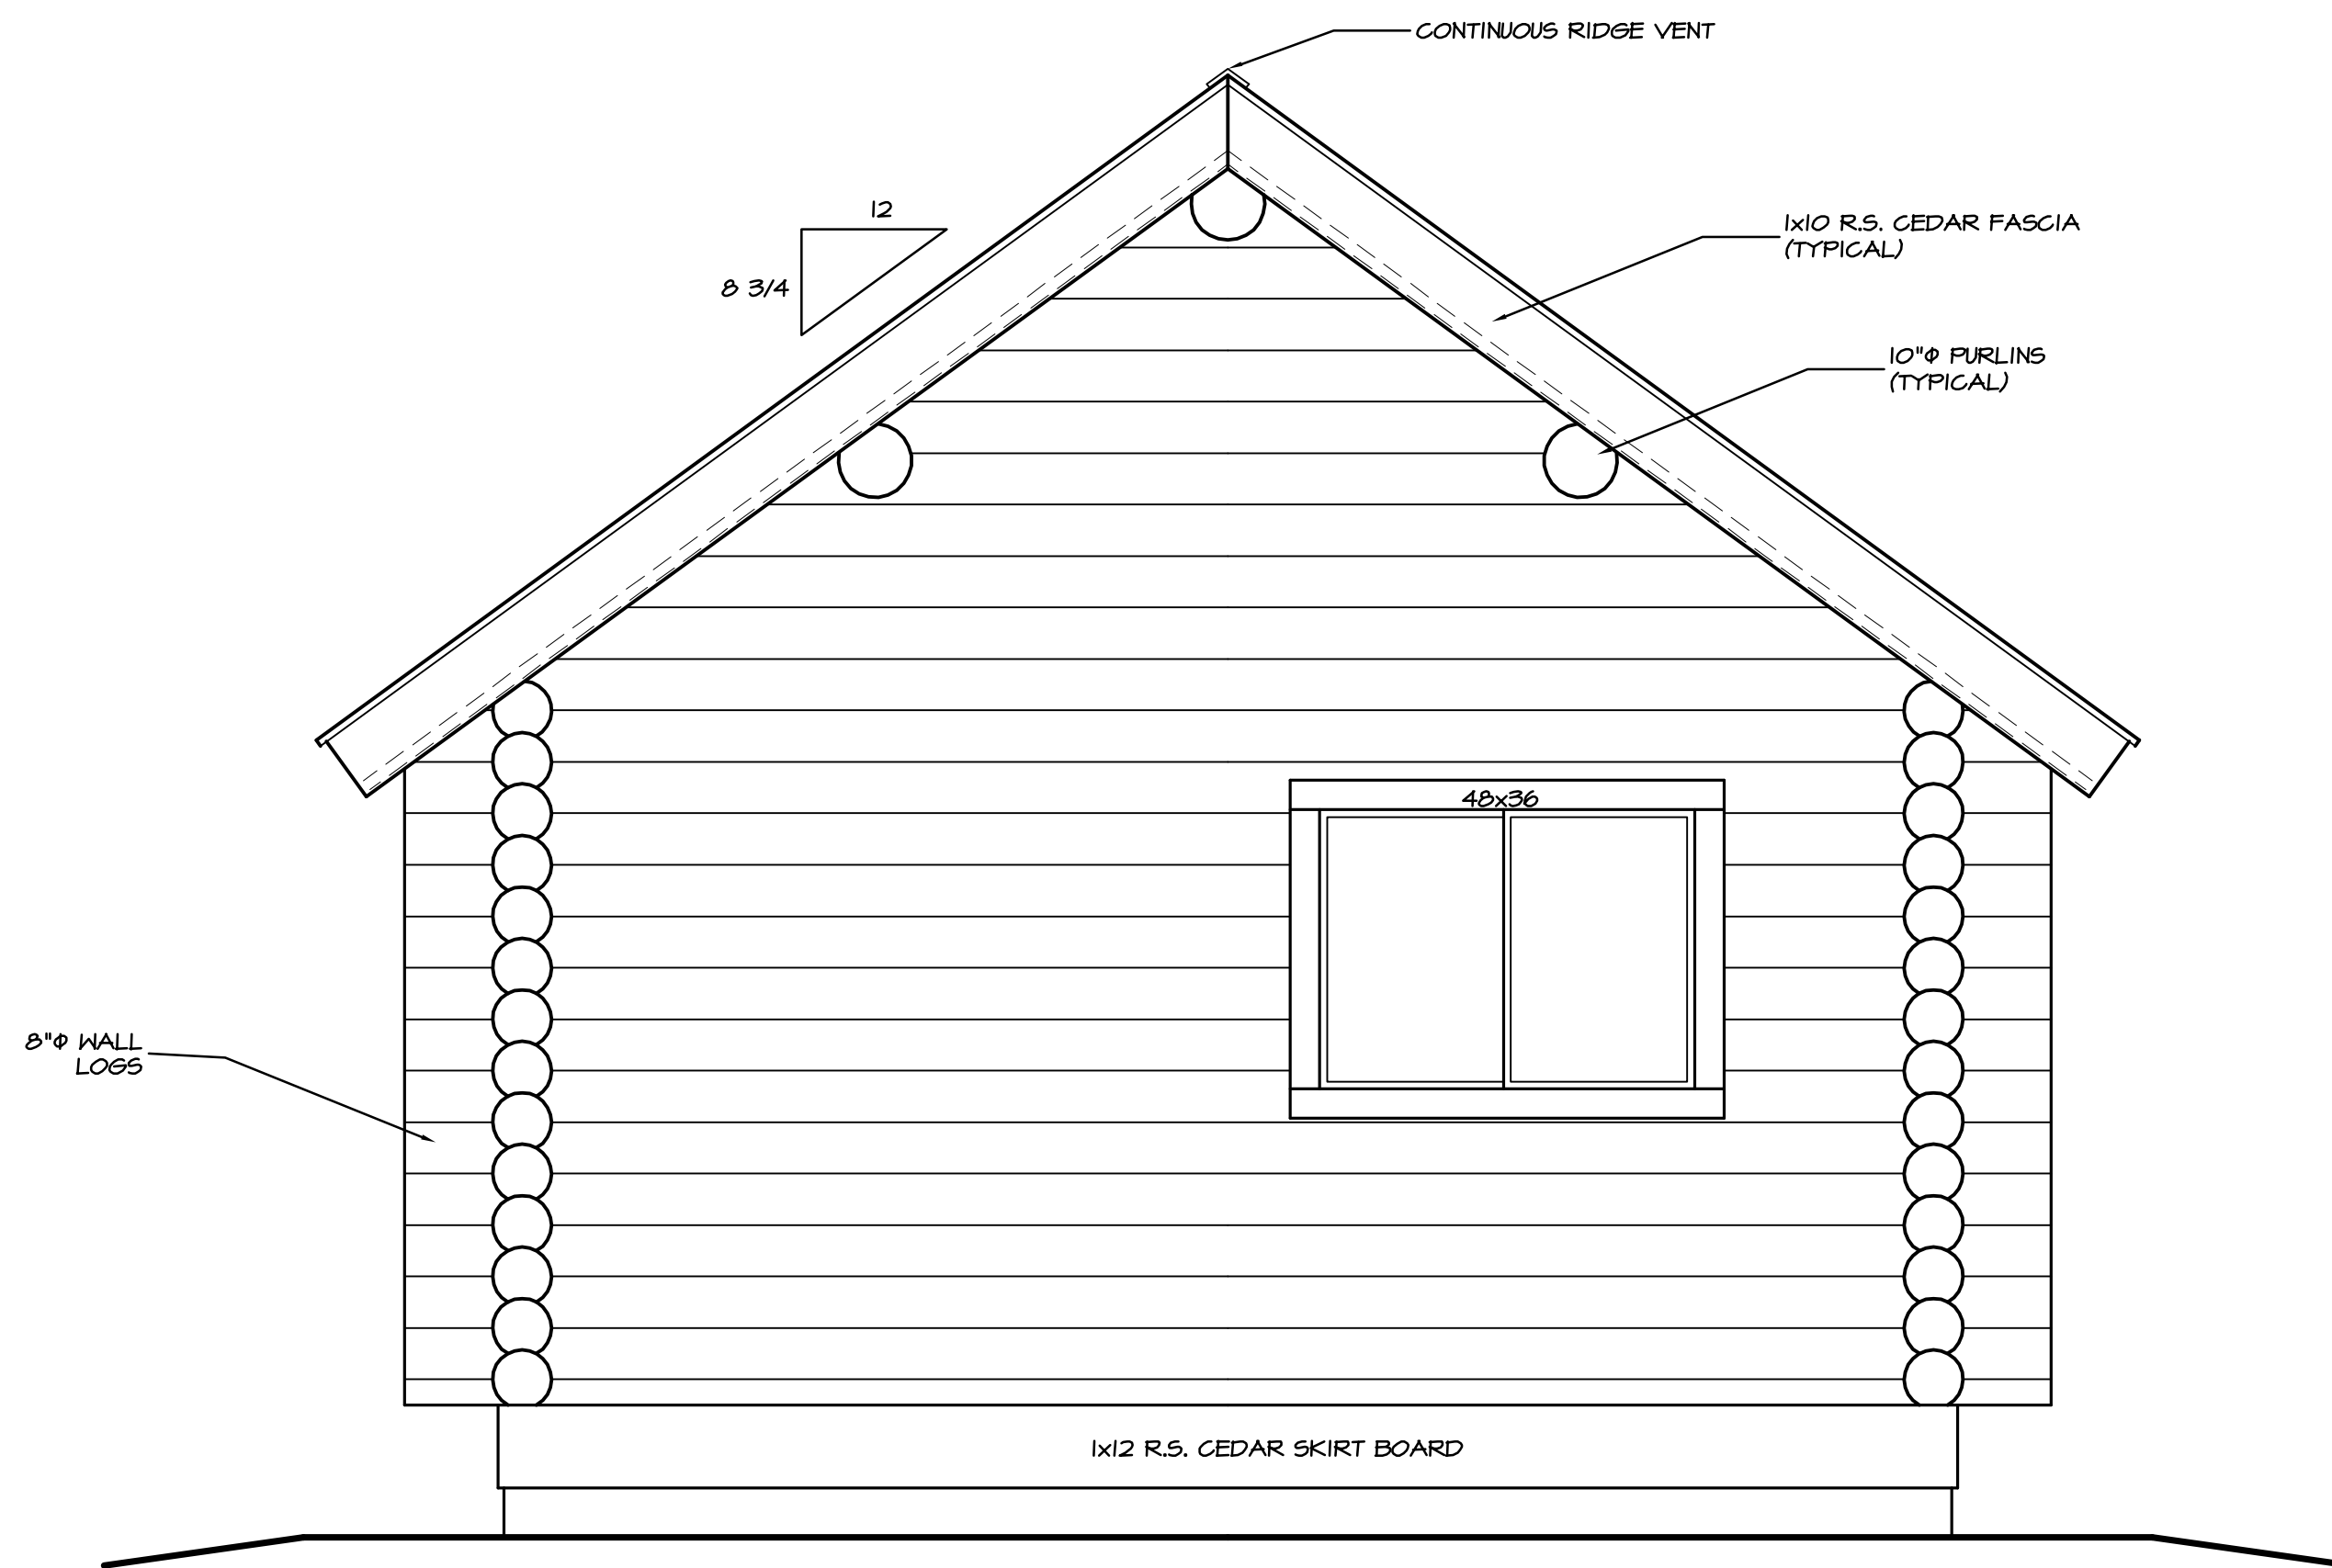 CONTINUOUS RIDGE VENT
12
8 3/4
1x10 R.S. CEDAR FASCIA
(TYPICAL)
10"Φ PURLINS
(TYPICAL)
48x36
8"Φ WALL
LOGS
1x12 R.S. CEDAR SKIRT BOARD